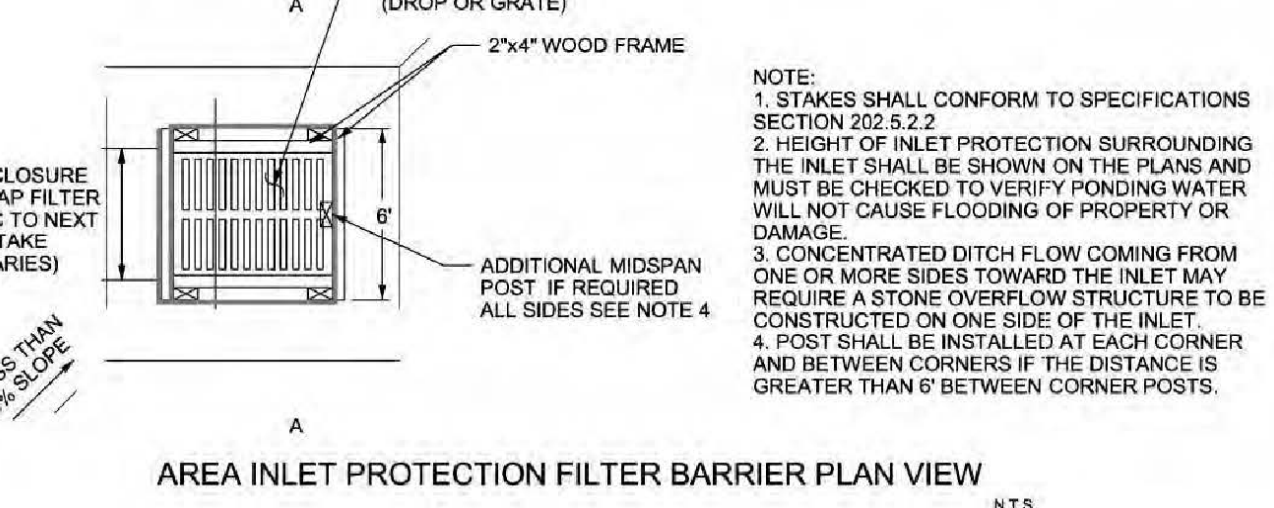 A
(DROP OR GRATE)
2"x4" WOOD FRAME
CLOSURE
AP FILTER
C TO NEXT
TAKE
ARIES)
6'
ADDITIONAL MIDSPAN
POST IF REQUIRED
ALL SIDES SEE NOTE 4
SS THAN
% SLOPE
A
NOTE:
1. STAKES SHALL CONFORM TO SPECIFICATIONS
SECTION 202.5.2.2
2. HEIGHT OF INLET PROTECTION SURROUNDING
THE INLET SHALL BE SHOWN ON THE PLANS AND
MUST BE CHECKED TO VERIFY PONDING WATER
WILL NOT CAUSE FLOODING OF PROPERTY OR
DAMAGE.
3. CONCENTRATED DITCH FLOW COMING FROM
ONE OR MORE SIDES TOWARD THE INLET MAY
REQUIRE A STONE OVERFLOW STRUCTURE TO BE
CONSTRUCTED ON ONE SIDE OF THE INLET.
4. POST SHALL BE INSTALLED AT EACH CORNER
AND BETWEEN CORNERS IF THE DISTANCE IS
GREATER THAN 6' BETWEEN CORNER POSTS.
AREA INLET PROTECTION FILTER BARRIER PLAN VIEW
N.T.S.